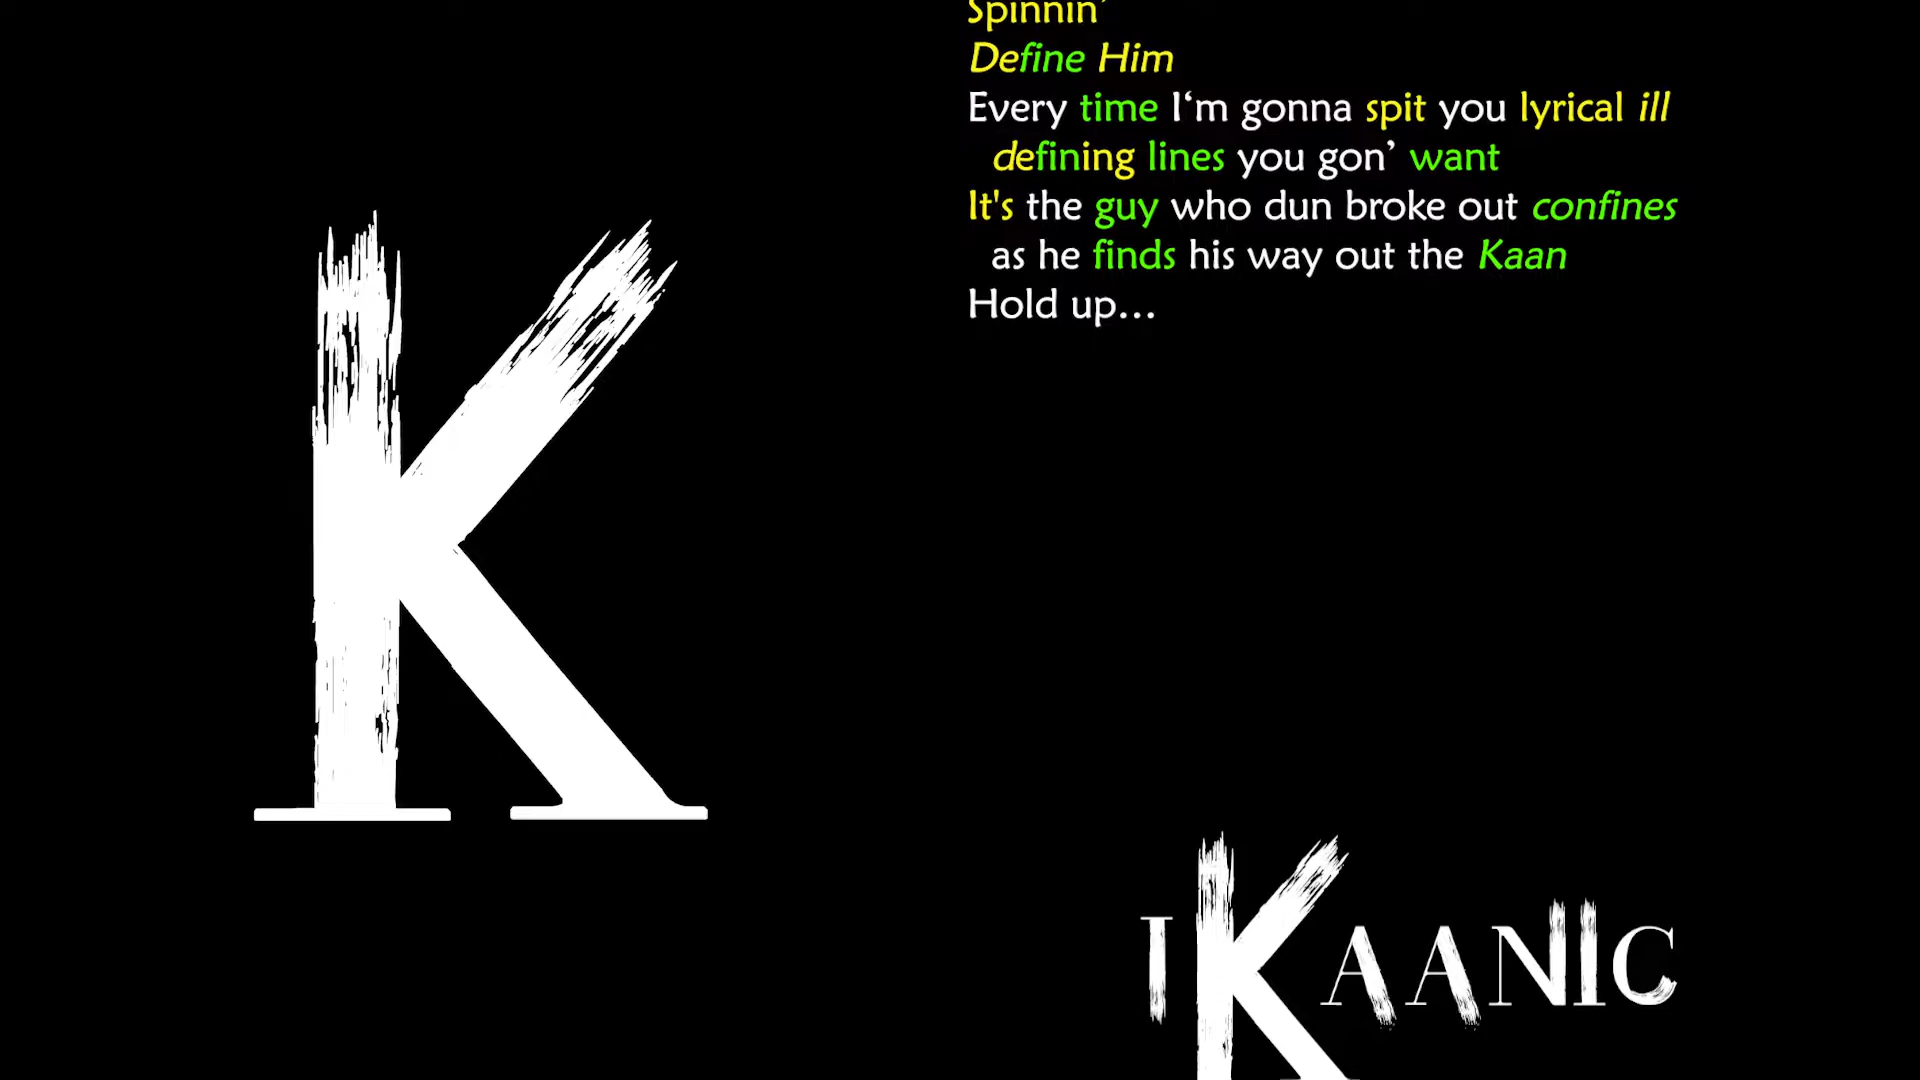 Spinnin’
Define Him
Every time I‘m gonna spit you lyrical ill
defining lines you gon’ want
It's the guy who dun broke out confines
as he finds his way out the Kaan
Hold up...
K
IKAANIC